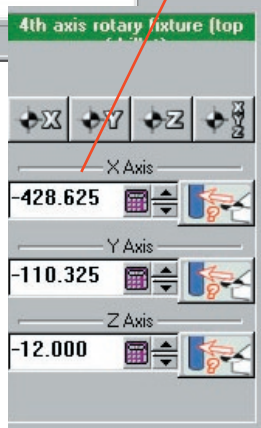 4th axis rotary fixture (top
X Y Z X Y Z
X Axis
-428.625
Y Axis
-110.325
Z Axis
-12.000